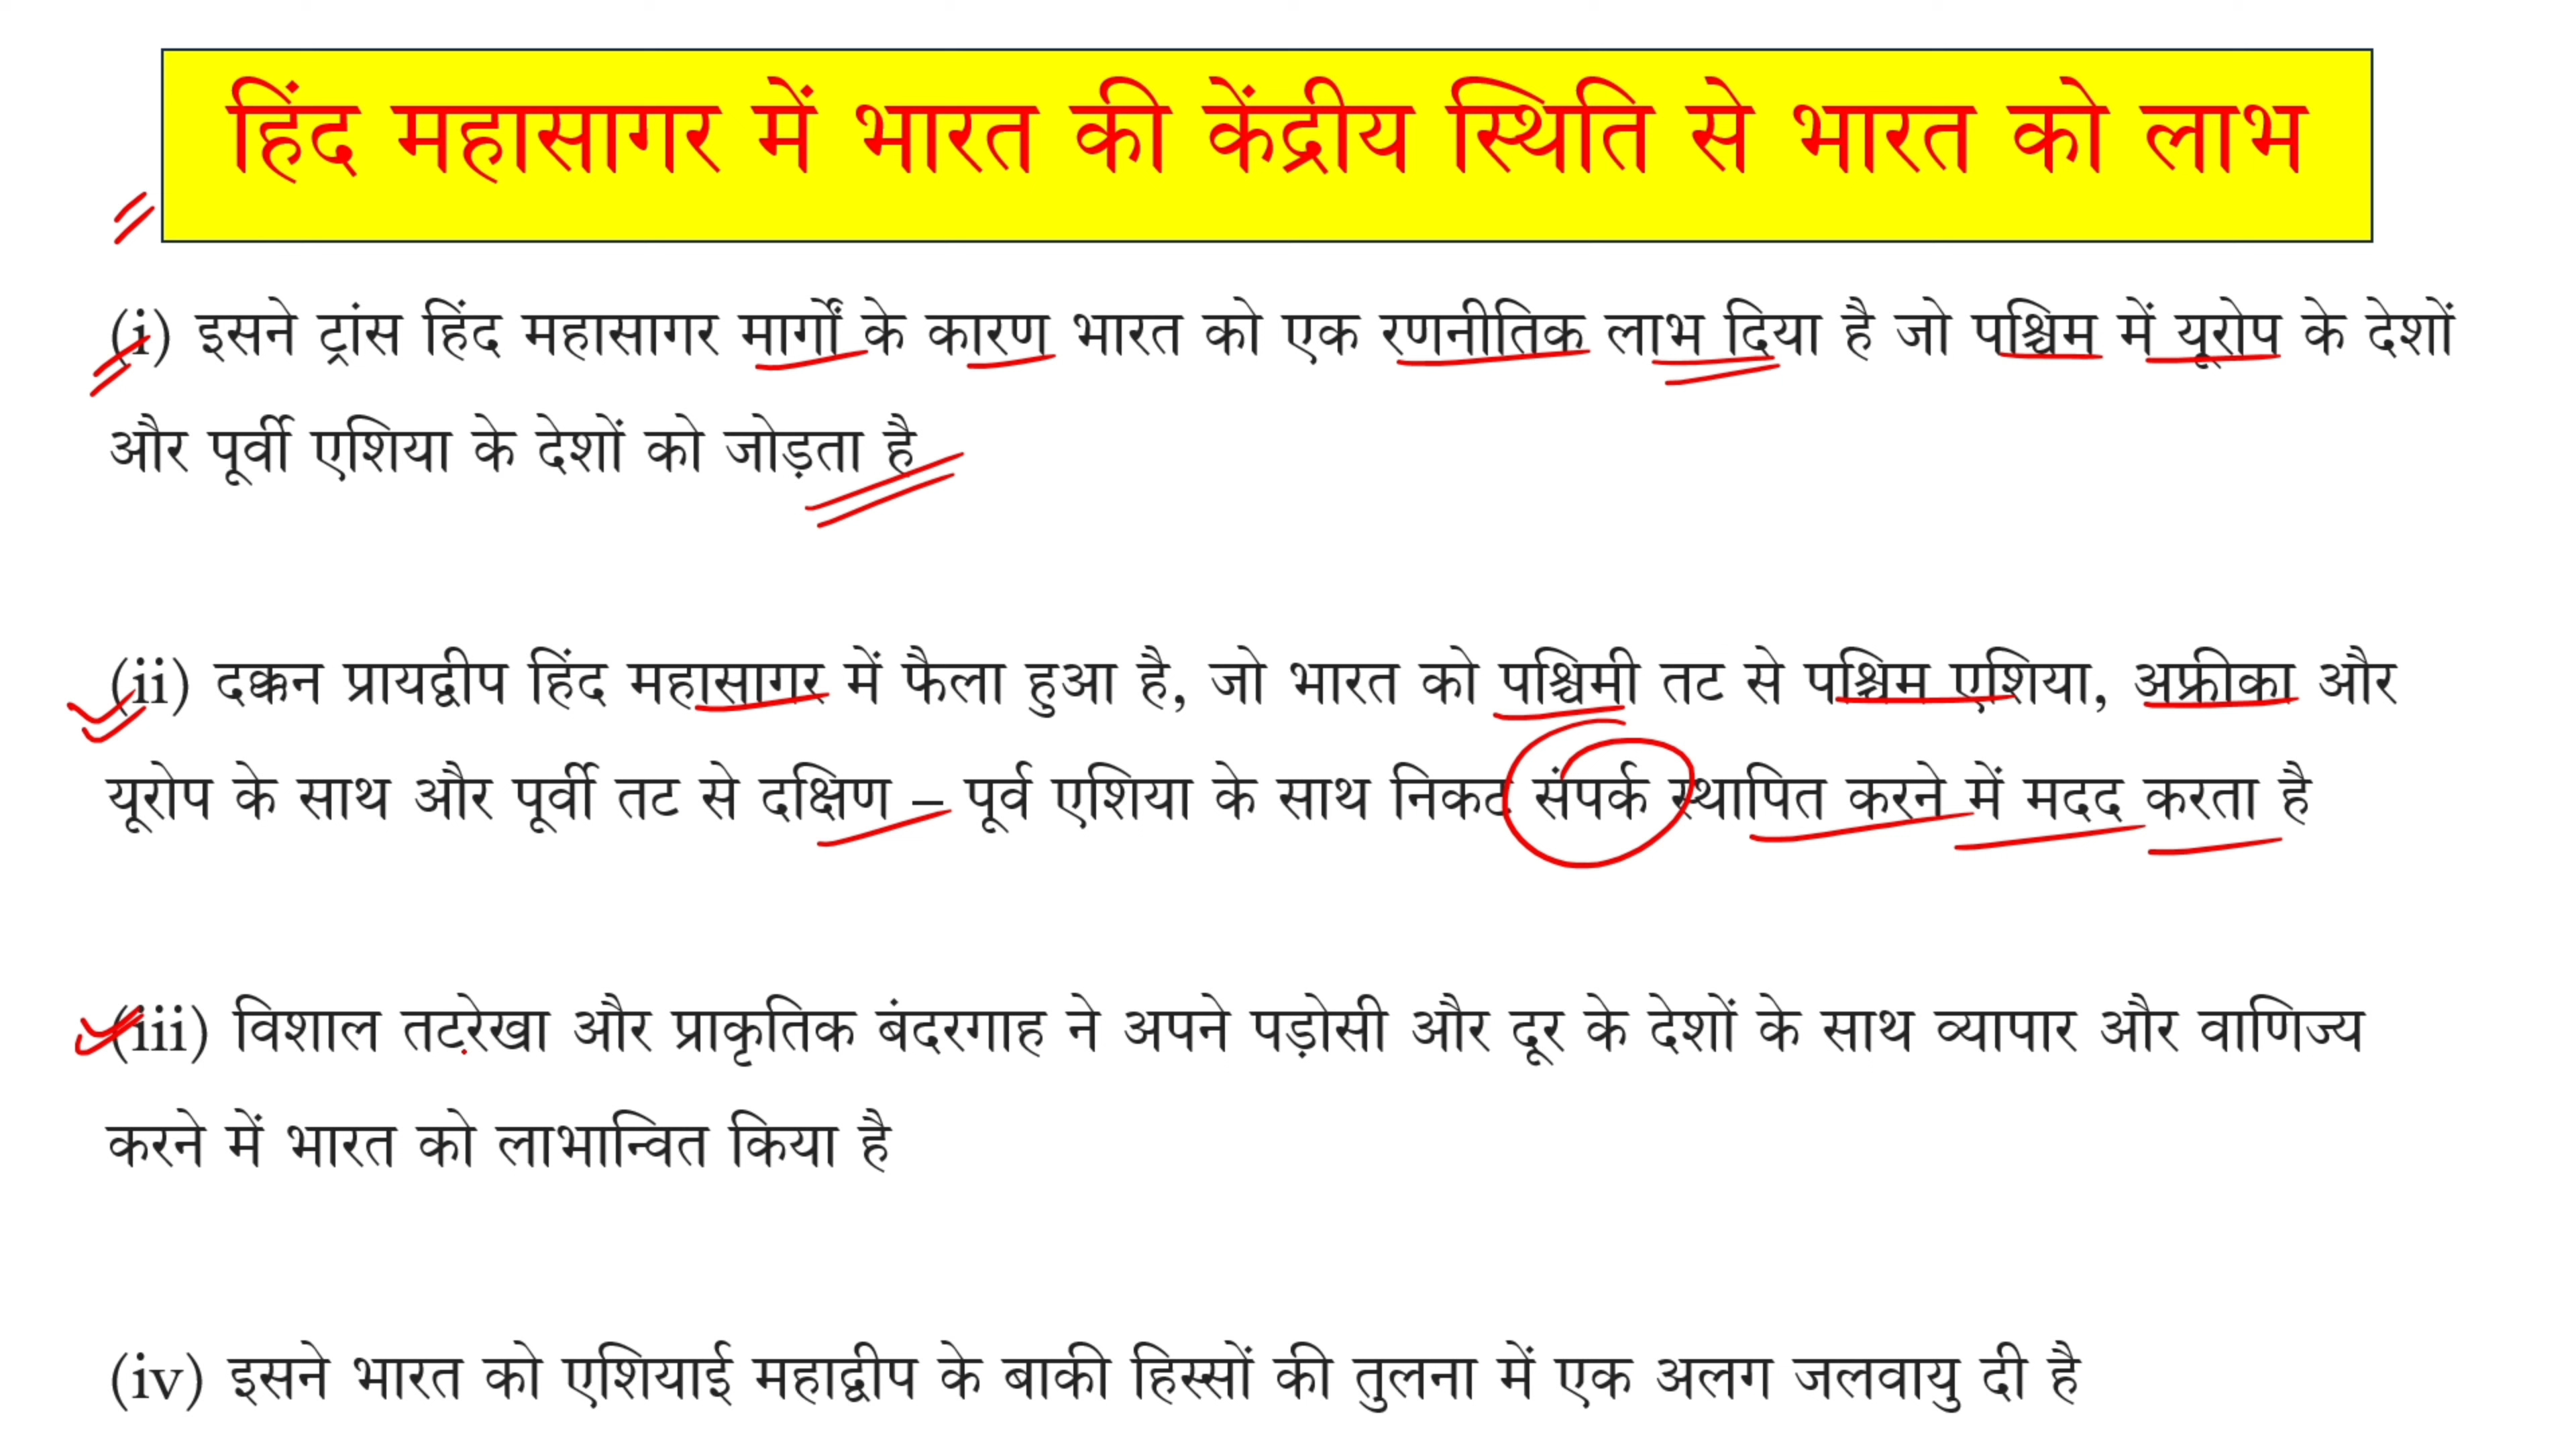 हिंद महासागर में भारत की केंद्रीय स्थिति से भारत को लाभ
(i) इसने ट्रांस हिंद महासागर मार्गों के कारण भारत को एक रणनीतिक लाभ दिया है जो पश्चिम में यूरोप के देशों
और पूर्वी एशिया के देशों को जोड़ता है
(ii) दक्कन प्रायद्वीप हिंद महासागर में फैला हुआ है, जो भारत को पश्चिमी तट से पश्चिम एशिया, अफ्रीका और
यूरोप के साथ और पूर्वी तट से दक्षिण – पूर्व एशिया के साथ निकट संपर्क स्थापित करने में मदद करता है
(iii) विशाल तटरेखा और प्राकृतिक बंदरगाह ने अपने पड़ोसी और दूर के देशों के साथ व्यापार और वाणिज्य
करने में भारत को लाभान्वित किया है
(iv) इसने भारत को एशियाई महाद्वीप के बाकी हिस्सों की तुलना में एक अलग जलवायु दी है